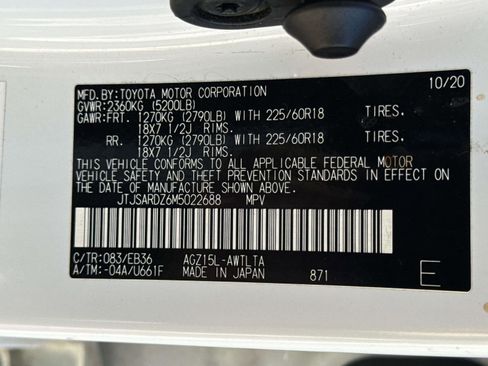 MFD. BY: TOYOTA MOTOR CORPORATION 10/20
GVWR: 2360KG (5200LB)
GAWR: FRT. 1270KG (2790LB) WITH 225/60R18 TIRES.
18X7 1/2J RIMS.
RR. 1270KG (2790LB) WITH 225/60R18 TIRES.
18X7 1/2J RIMS.
THIS VEHICLE CONFORMS TO ALL APPLICABLE FEDERAL MOTOR
VEHICLE SAFETY AND THEFT PREVENTION STANDARDS IN EFFECT ON
THE DATE OF MANUFACTURE SHOWN ABOVE.
JTJSARDZ6M5022688 MPV
C/TR: 083/EB36 AGZ15L-AWTLTA
A/TM: -04A/U661F MADE IN JAPAN 871 E